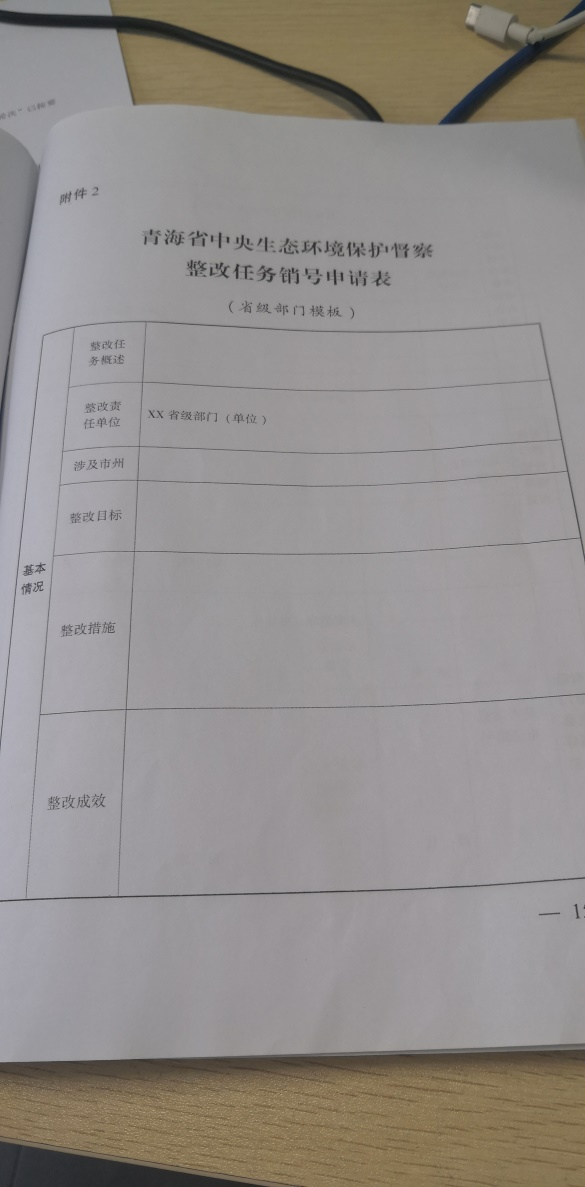 附件 2
青海省中央生态环境保护督察
整改任务销号申请表
（省级部门模板）
基本
情况
整改任
务概述
整改责
任单位
XX 省级部门（单位）
涉及市州
整改目标
整改措施
整改成效